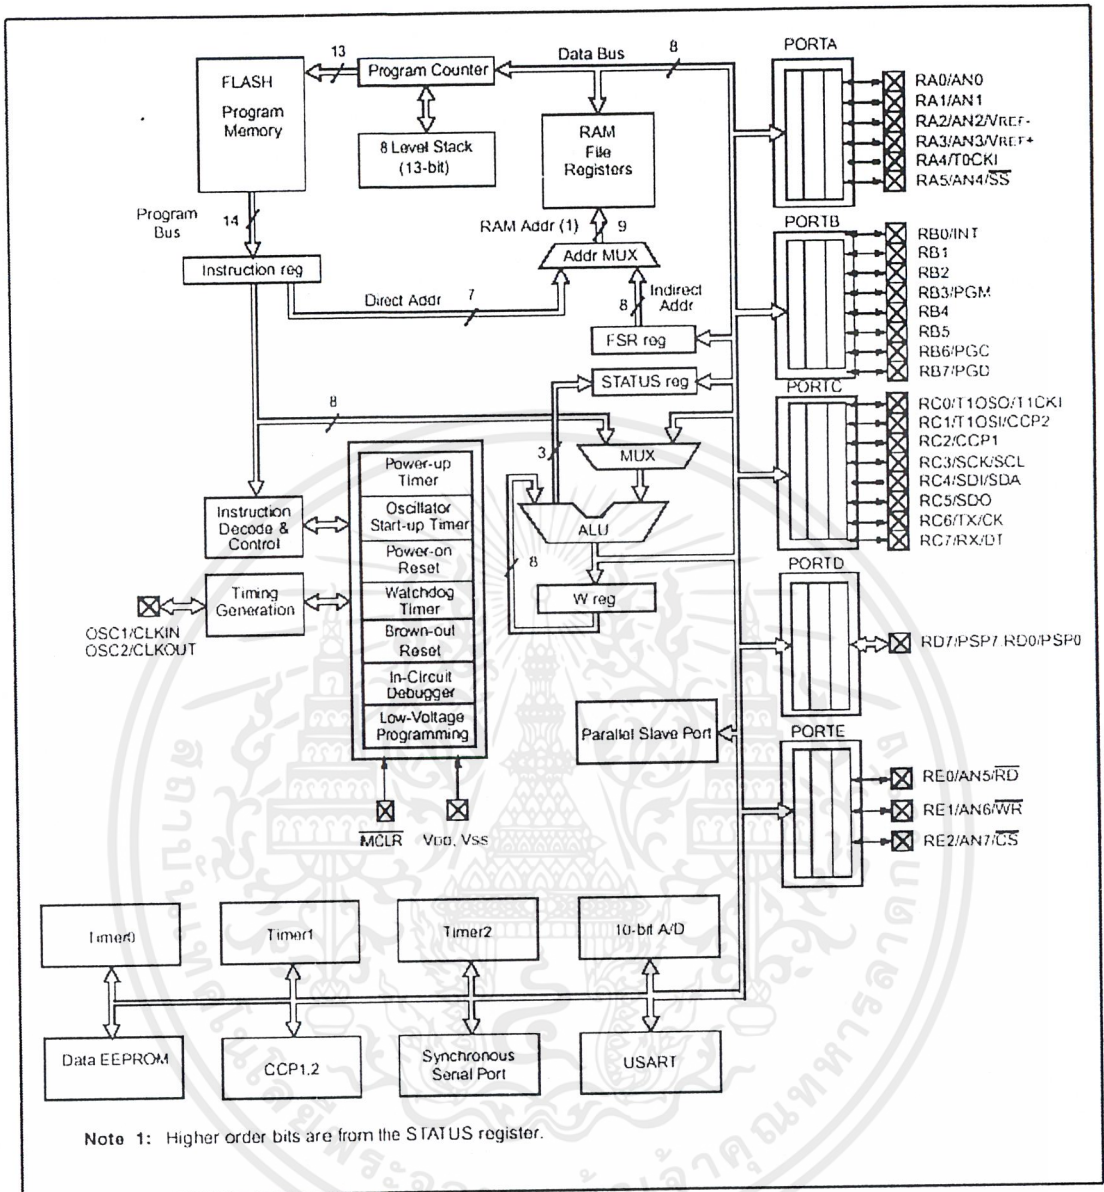 13
Data Bus
8
PORTA
FLASH
Program
Memory
Program Counter
8 Level Stack
(13-bit)
RAM
File
Registers
RA0/AN0
RA1/AN1
RA2/AN2/VREF-
RA3/AN3/VREF+
RA4/T0CKI
RA5/AN4/SS
Program
Bus
14
RAM Addr (1)
9
PORTB
Instruction reg
Addr MUX
Direct Addr
7
8
Indirect
Addr
FSR reg
RB0/INT
RB1
RB2
RB3/PGM
RB4
RB5
RB6/PGC
RB7/PGD
STATUS reg
8
PORTC
3
MUX
RC0/T1OSO/T1CKI
RC1/T1OSI/CCP2
RC2/CCP1
RC3/SCK/SCL
RC4/SDI/SDA
RC5/SDO
RC6/TX/CK
RC7/RX/DT
Power-up
Timer
Instruction
Decode &
Control
Oscillator
Start-up Timer
ALU
Power-on
Reset
8
Timing
Generation
Watchdog
Timer
W reg
PORTD
OSC1/CLKIN
OSC2/CLKOUT
Brown-out
Reset
RD7/PSP7:RD0/PSP0
In-Circuit
Debugger
Low-Voltage
Programming
Parallel Slave Port
PORTE
RE0/AN5/RD
RE1/AN6/WR
RE2/AN7/CS
MCLR
VDD, VSS
Timer0
Timer1
Timer2
10-bit A/D
Data EEPROM
CCP1,2
Synchronous
Serial Port
USART
Note 1: Higher order bits are from the STATUS register.